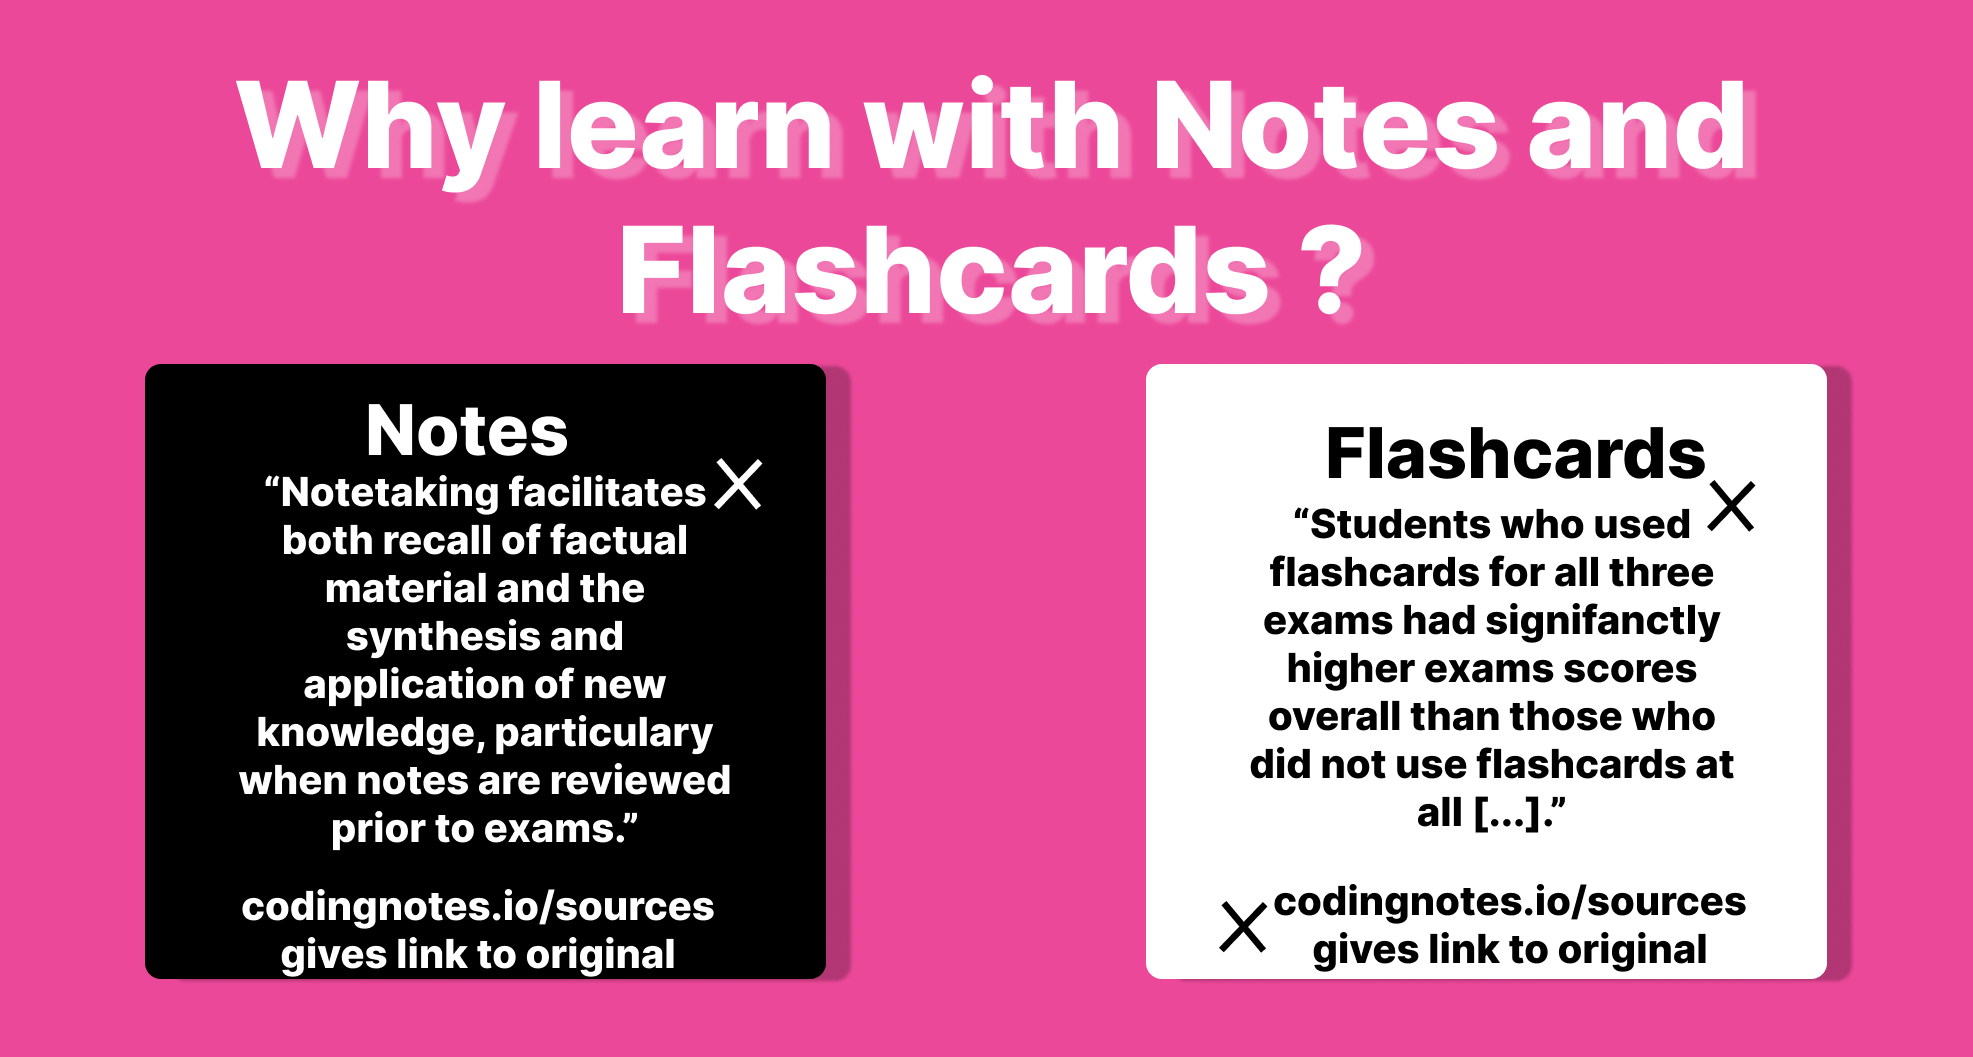 Why learn with Notes and
Flashcards ?
Notes
“Notetaking facilitates
both recall of factual
material and the
synthesis and
application of new
knowledge, particulary
when notes are reviewed
prior to exams.”
codingnotes.io/sources
gives link to original
Flashcards
“Students who used
flashcards for all three
exams had signifanctly
higher exams scores
overall than those who
did not use flashcards at
all [...].”
codingnotes.io/sources
gives link to original